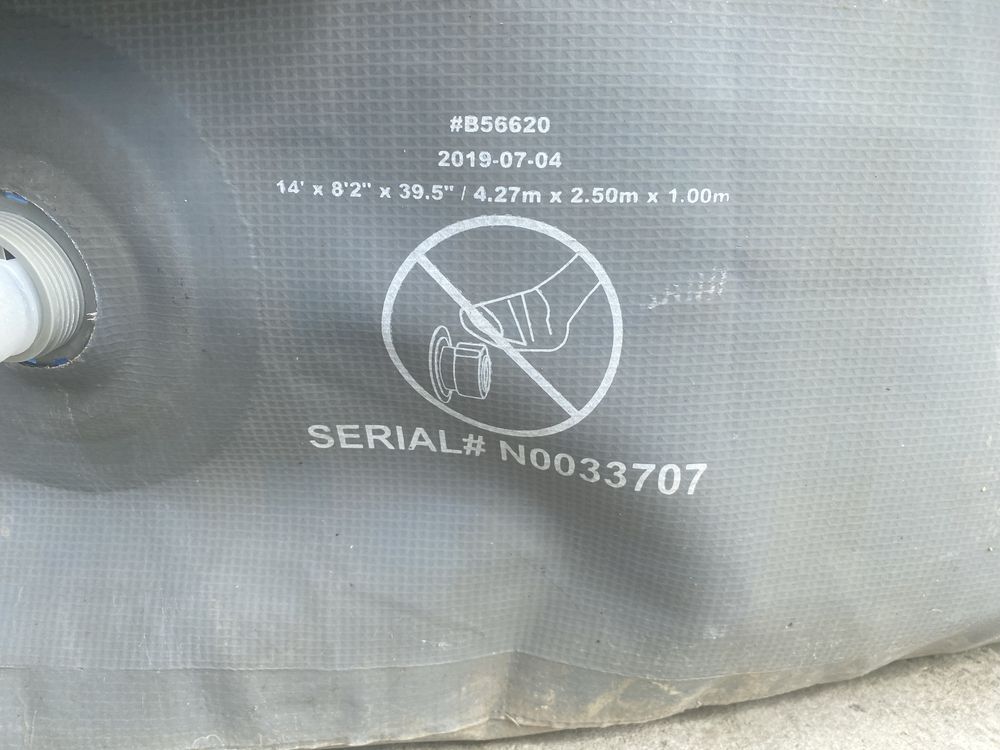 #B56620
2019-07-04
14' x 8'2" x 39.5" / 4.27m x 2.50m x 1.00m
SERIAL# N0033707